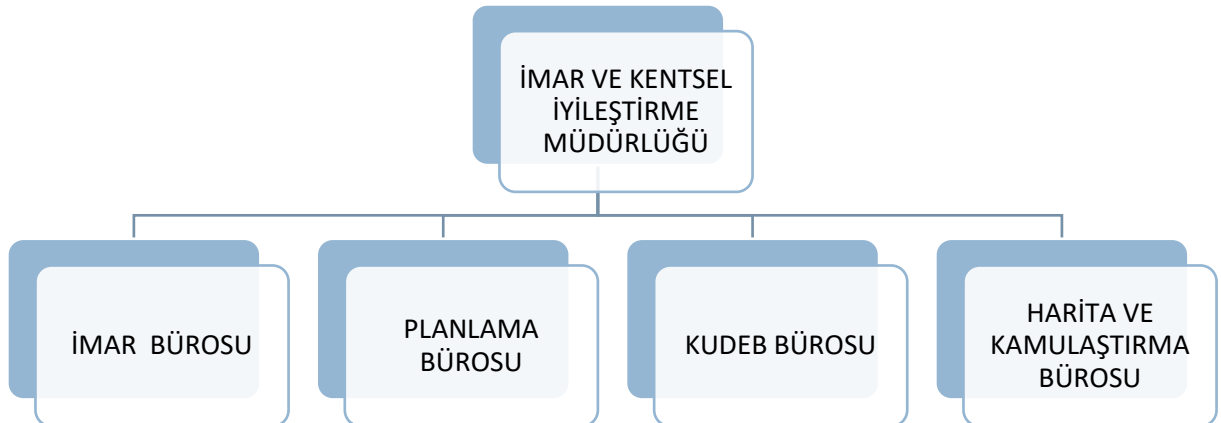 İMAR VE KENTSEL
İYİLEŞTİRME
MÜDÜRLÜĞÜ
İMAR  BÜROSU
PLANLAMA
BÜROSU
KUDEB BÜROSU
HARİTA VE
KAMULAŞTIRMA
BÜROSU